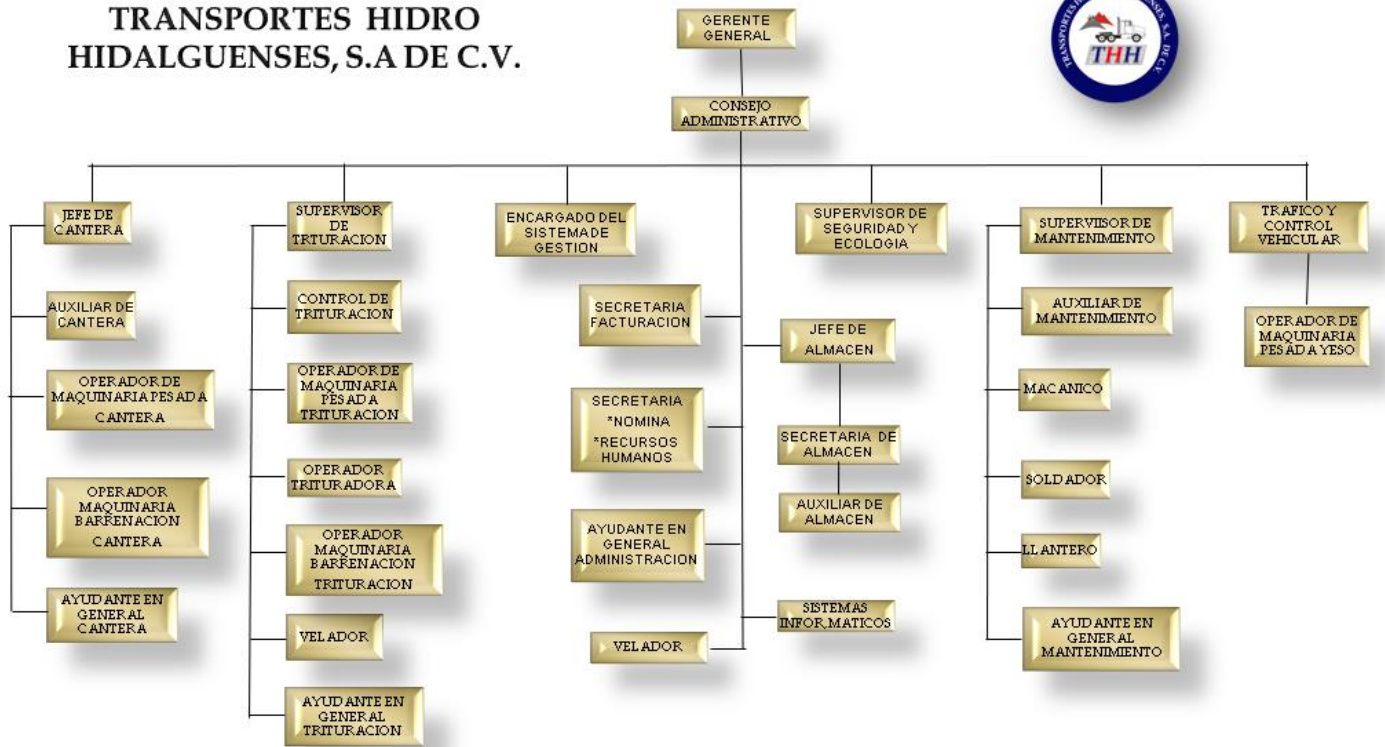 TRANSPORTES HIDRO
HIDALGUENSES, S.A DE C.V.
THH
GERENTE
GENERAL
CONSEJO
ADMINISTRATIVO
JEFE DE
CANTERA
AUXILIAR DE
CANTERA
OPERADOR DE
MAQUINARIA PESADA
CANTERA
OPERADOR
MAQUINARIA
BARRENACION
CANTERA
AYUDANTE EN
GENERAL
CANTERA
SUPERVISOR
DE
TRTURACION
CONTROL DE
TRITURACION
OPERADOR DE
MAQUINARIA
PESADA
TRITURACION
OPERADOR
TRITURADORA
OPERADOR
MAQUINARIA
BARRENACION
TRITURACION
VELADOR
AYUDANTE EN
GENERAL
TRITURACION
ENCARGADO DEL
SISTEMA DE
GESTION
SECRETARIA
FACTURACION
SECRETARIA
*NOMINA
*RECURSOS
HUMANOS
AYUDANTE EN
GENERAL
ADMINISTRACION
VELADOR
SUPERVISOR DE
SEGURIDAD Y
ECOLOGIA
JEFE DE
ALMACEN
SECRETARIA DE
ALMACEN
AUXILIAR DE
ALMACEN
SISTEMAS
INFOR,MATICOS
SUPERVIISOR DE
MANTENIMIENTO
AUXILIAR DE
MANTENIMIENTO
MACANICO
SOLDADOR
LLANTERO
AYUDANTE EN
GENERAL
MANTENIMIENTO
TRAFICO Y
CONTROL
VEHICULAR
OPERADOR DE
MAQUINARIA
PESADA YESO